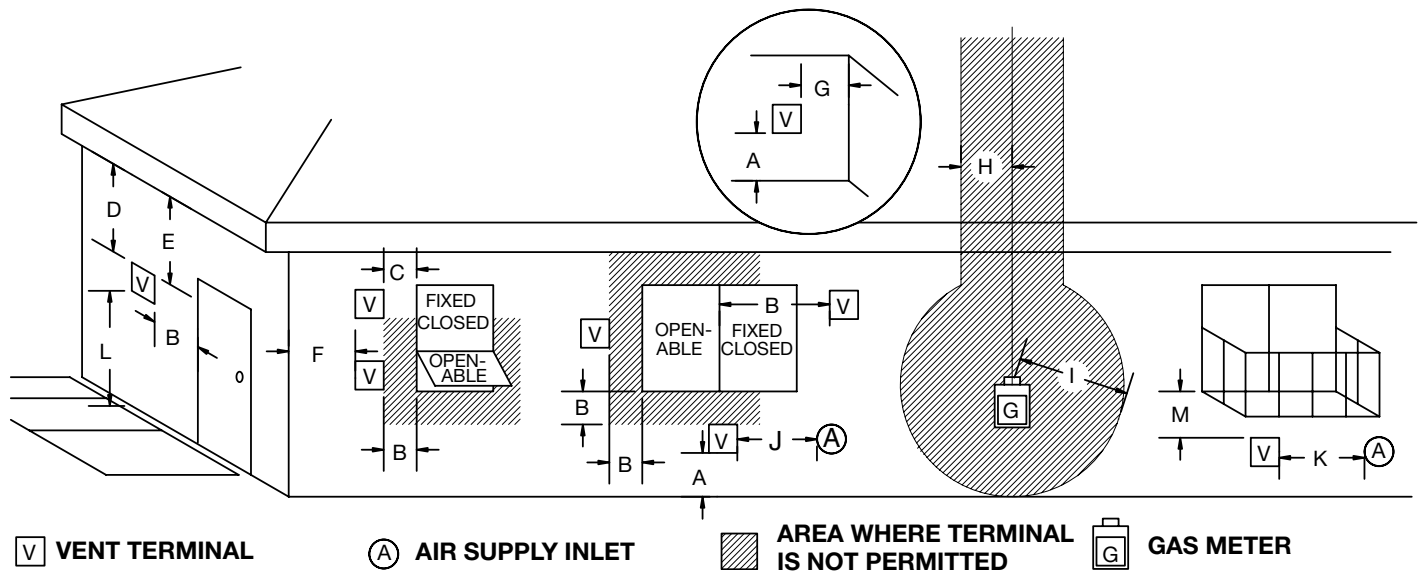 G
V
A
H
D
E
V
B
L
F
C
V
FIXED
CLOSED
V
OPEN-
ABLE
B
V
OPEN-
ABLE
FIXED
CLOSED
B
V
B
B
V
J
A
A
I
G
M
V
K
A
V VENT TERMINAL
A AIR SUPPLY INLET
AREA WHERE TERMINAL
IS NOT PERMITTED
G GAS METER